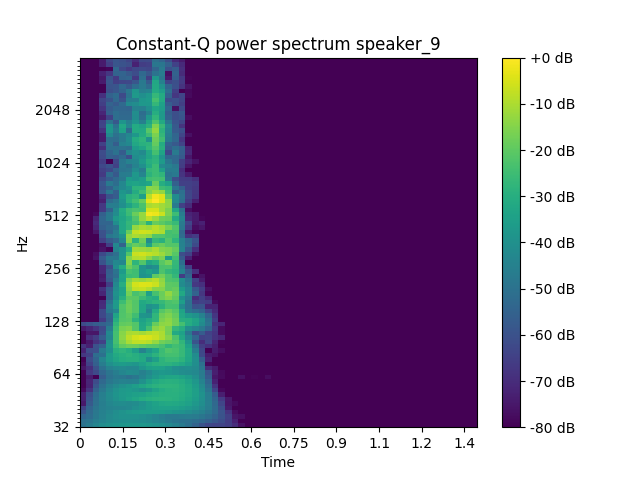 Constant-Q power spectrum speaker_9
Hz
2048
1024
512
256
128
64
32
0
0.15
0.3
0.45
0.6
0.75
0.9
1.1
1.2
1.4
Time
+0 dB
-10 dB
-20 dB
-30 dB
-40 dB
-50 dB
-60 dB
-70 dB
-80 dB